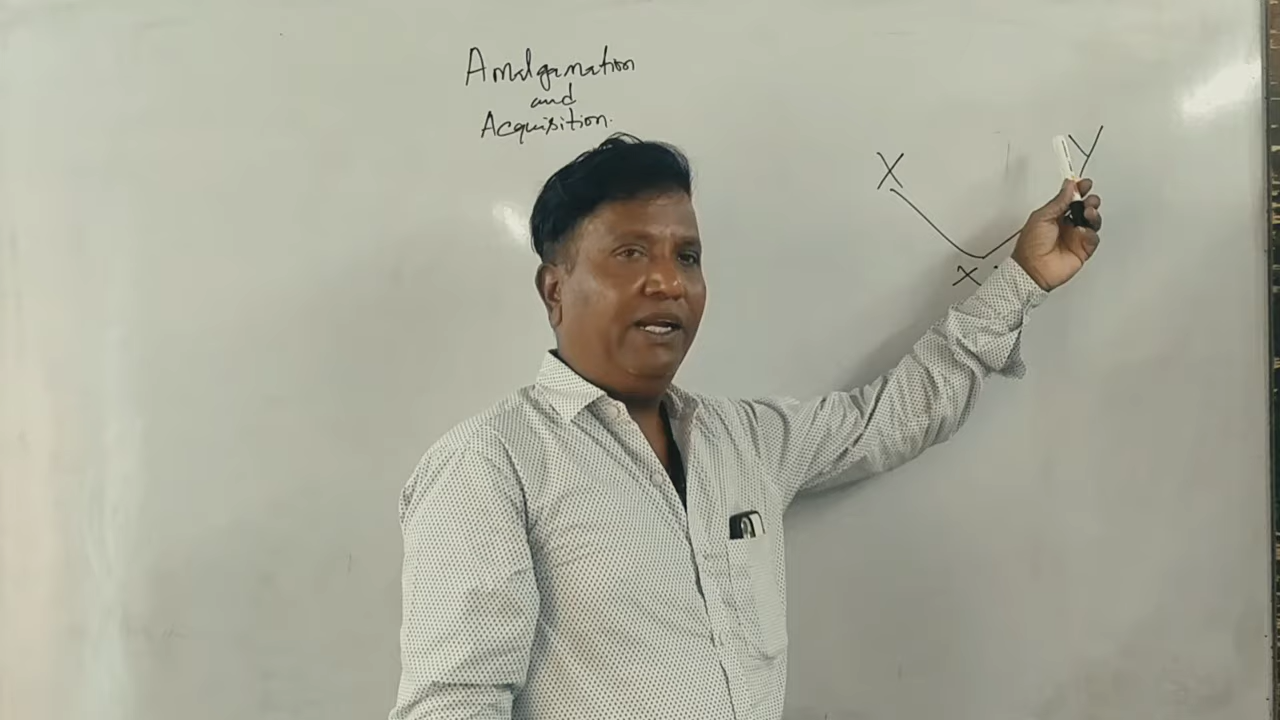 Amalgamation
and
Acquisition.
X Y
X